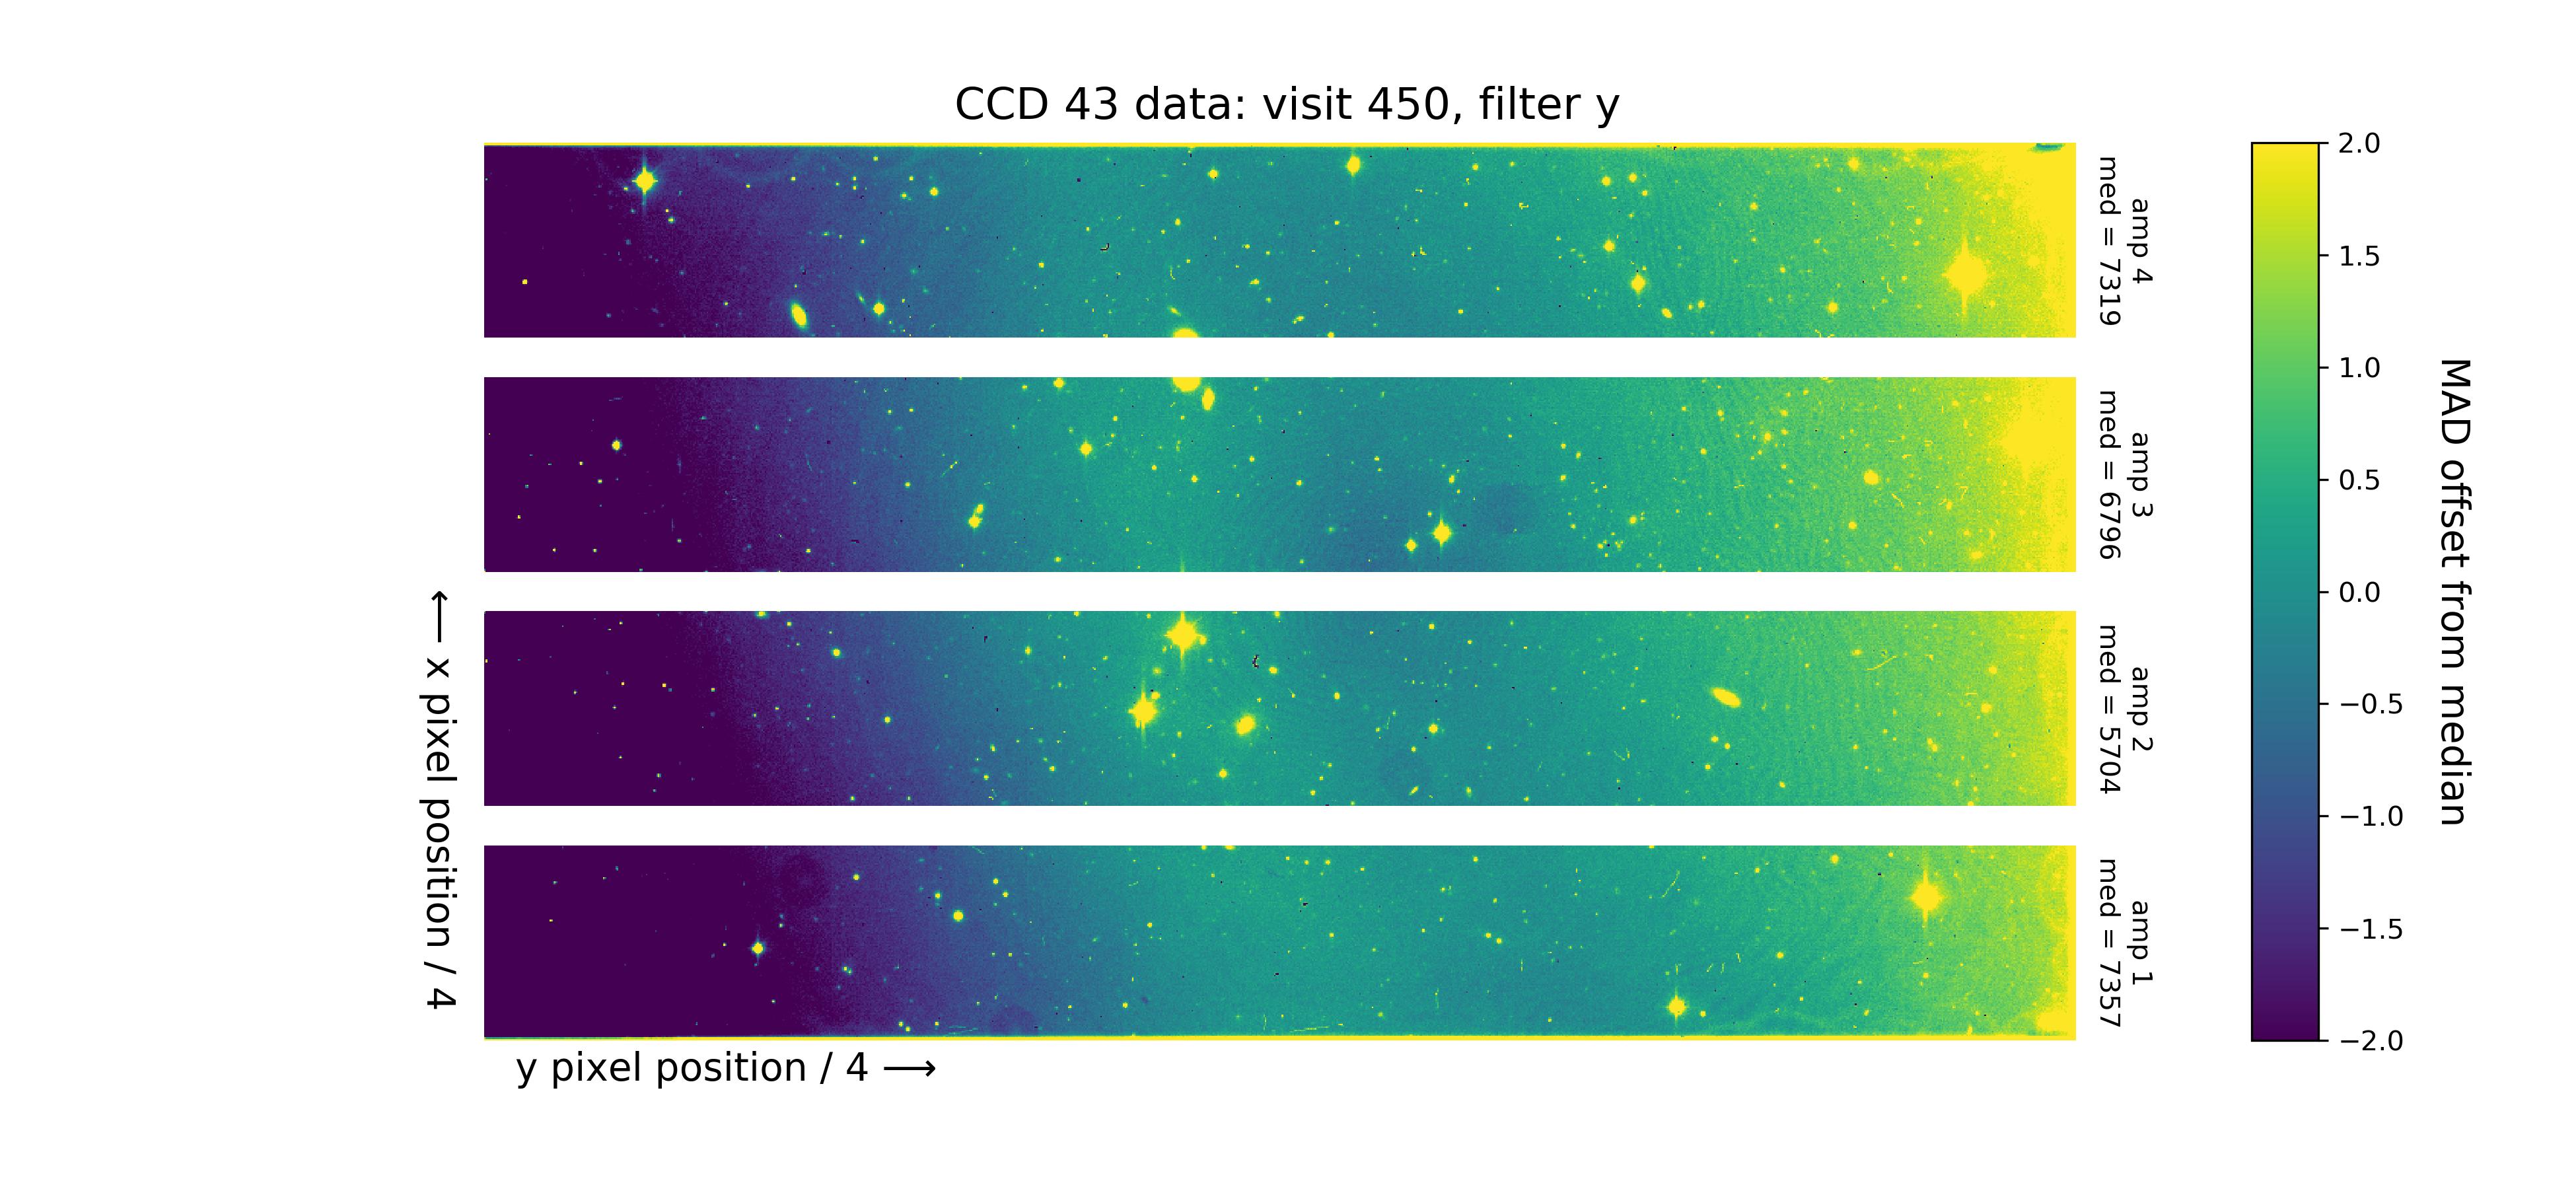 CCD 43 data: visit 450, filter y
amp 4
med = 7319
amp 3
med = 6796
amp 2
med = 5704
amp 1
med = 7357
⟵ x pixel position / 4
y pixel position / 4 ⟶
2.0
1.5
1.0
0.5
0.0
−0.5
−1.0
−1.5
−2.0
MAD offset from median